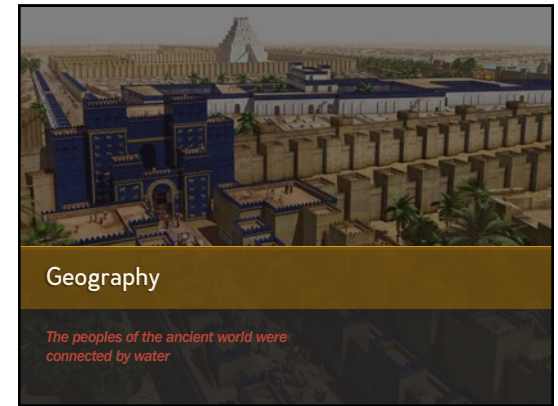 Geography
The peoples of the ancient world were
connected by water